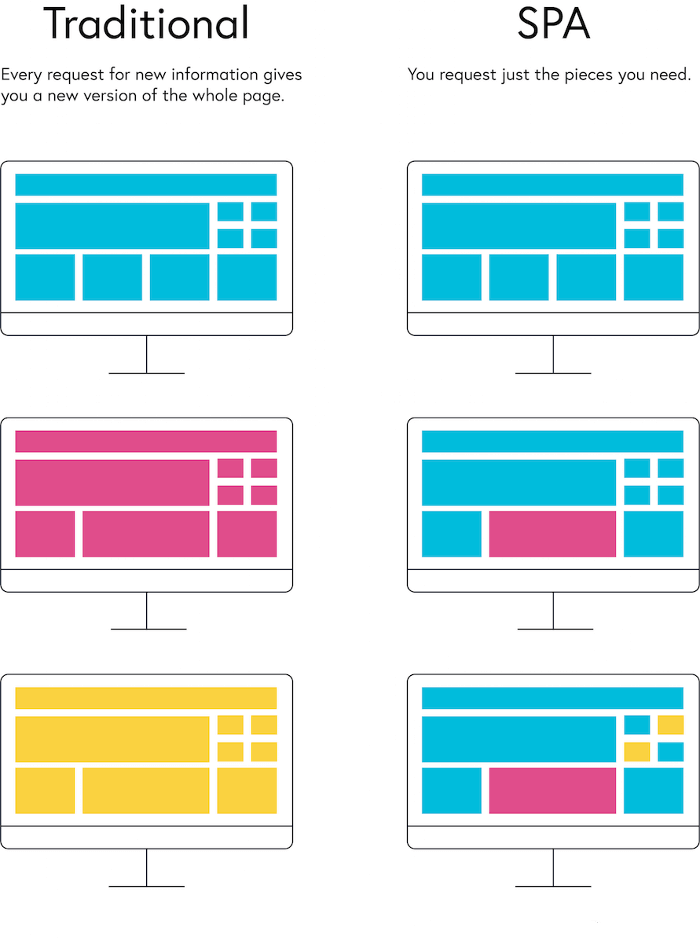 Traditional
Every request for new information gives
you a new version of the whole page.
SPA
You request just the pieces you need.